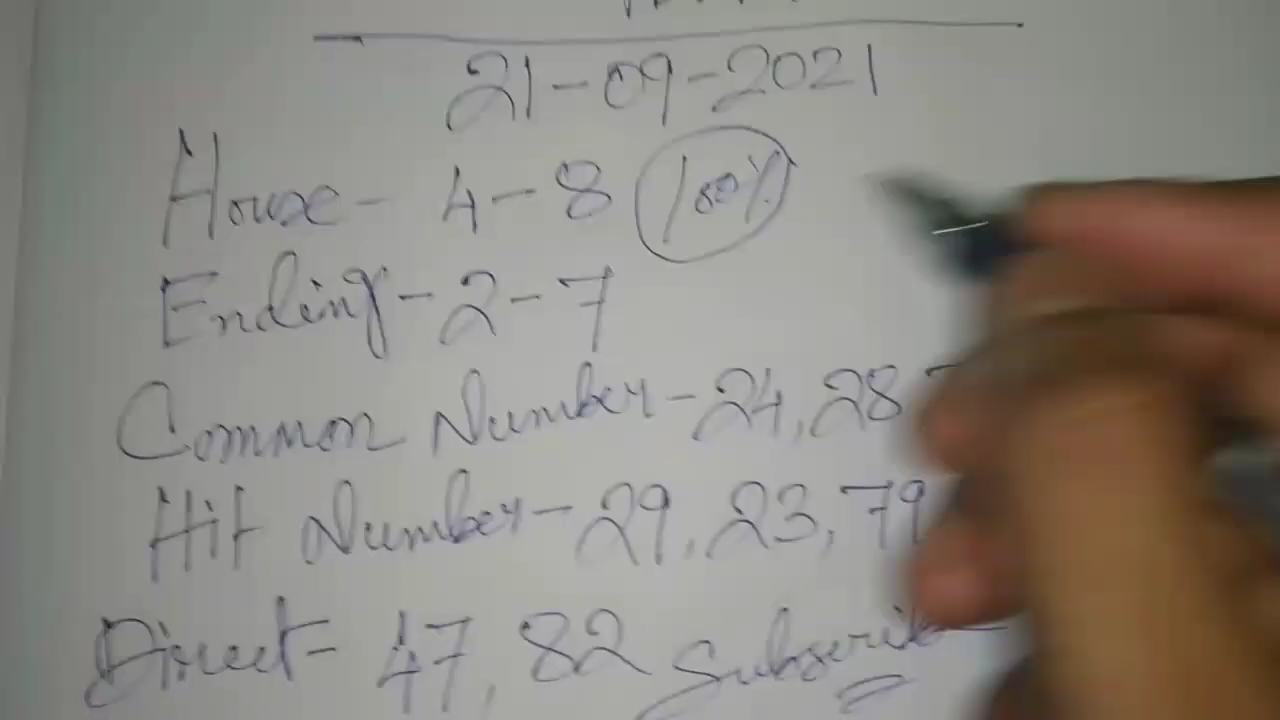 21-09-2021
House - 4 - 8 100%
Ending - 2 - 7
Common Number - 24, 28
Hit Number - 29, 23, 79
Direct - 47, 82 Subscribe